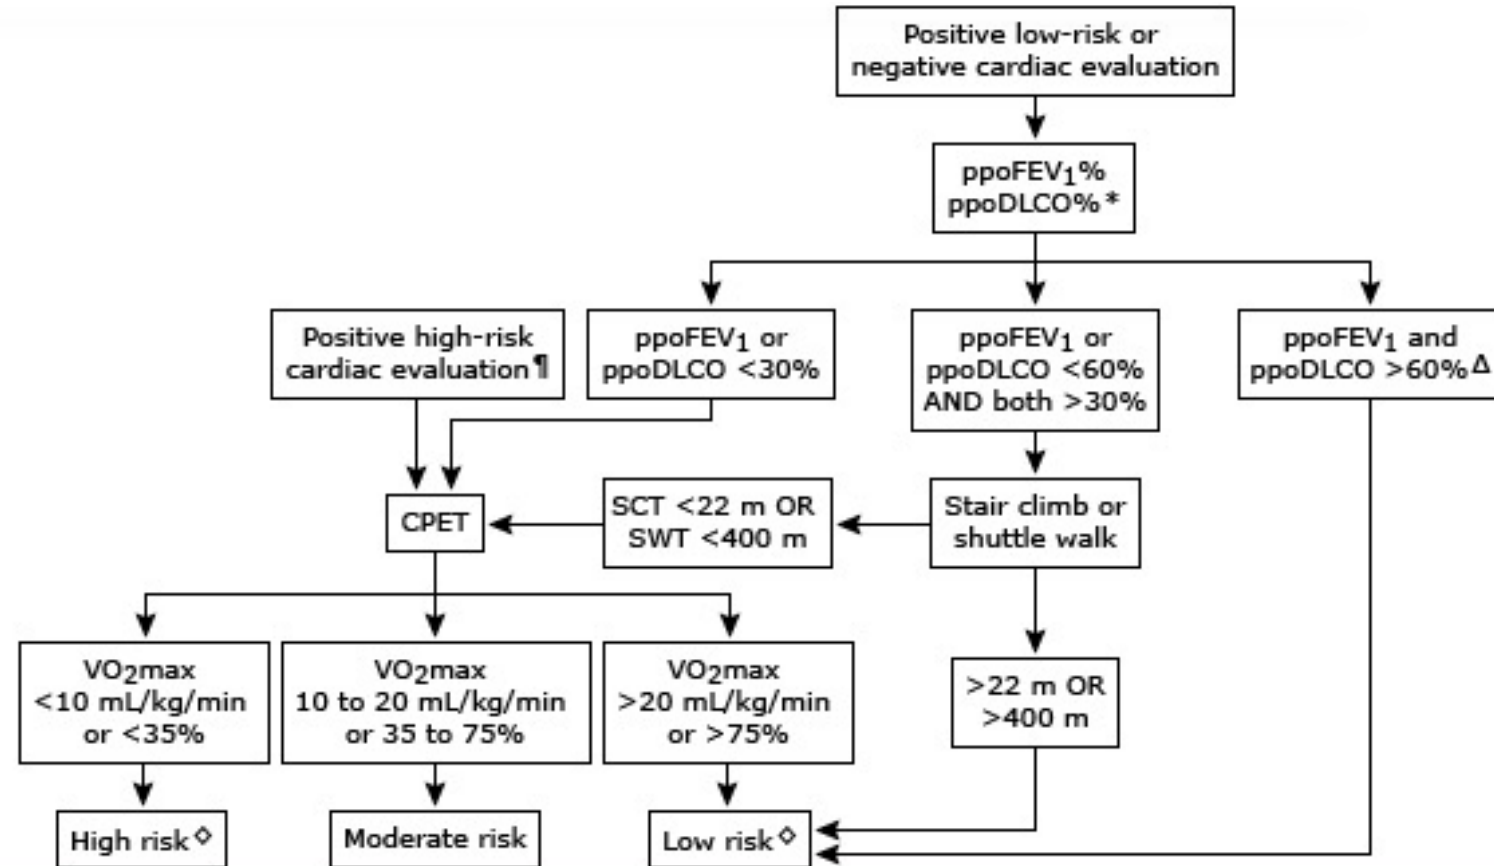 Positive low-risk or
negative cardiac evaluation
ppoFEV₁%
ppoDLCO%*
Positive high-risk
cardiac evaluation¶
ppoFEV₁ or
ppoDLCO <30%
ppoFEV₁ or
ppoDLCO <60%
AND both >30%
ppoFEV₁ and
ppoDLCO >60%Δ
CPET
SCT <22 m OR
SWT <400 m
Stair climb or
shuttle walk
VO₂max
<10 mL/kg/min
or <35%
VO₂max
10 to 20 mL/kg/min
or 35 to 75%
VO₂max
>20 mL/kg/min
or >75%
>22 m OR
>400 m
High risk◇
Moderate risk
Low risk◇